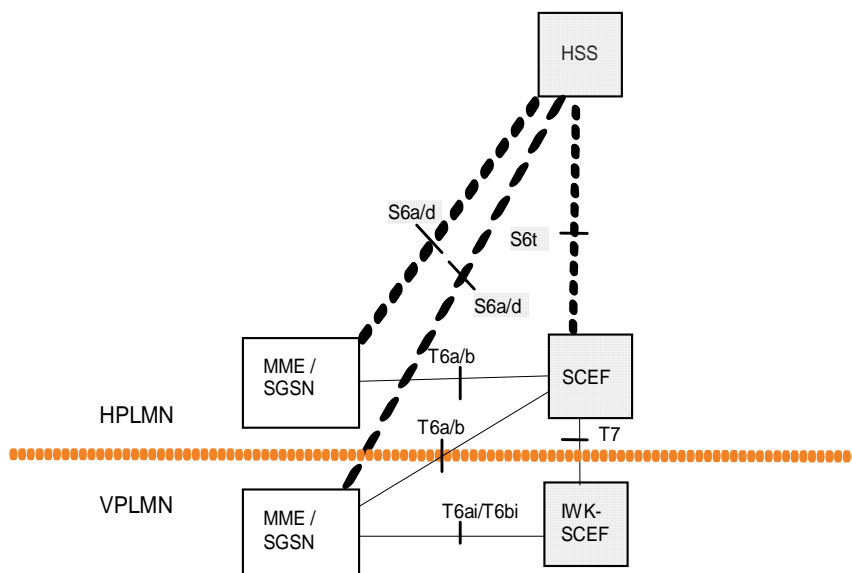 HSS
S6a/d
S6t
S6a/d
MME /
SGSN
T6a/b
SCEF
HPLMN
T6a/b
T7
VPLMN
MME /
SGSN
T6ai/T6bi
IWK-
SCEF